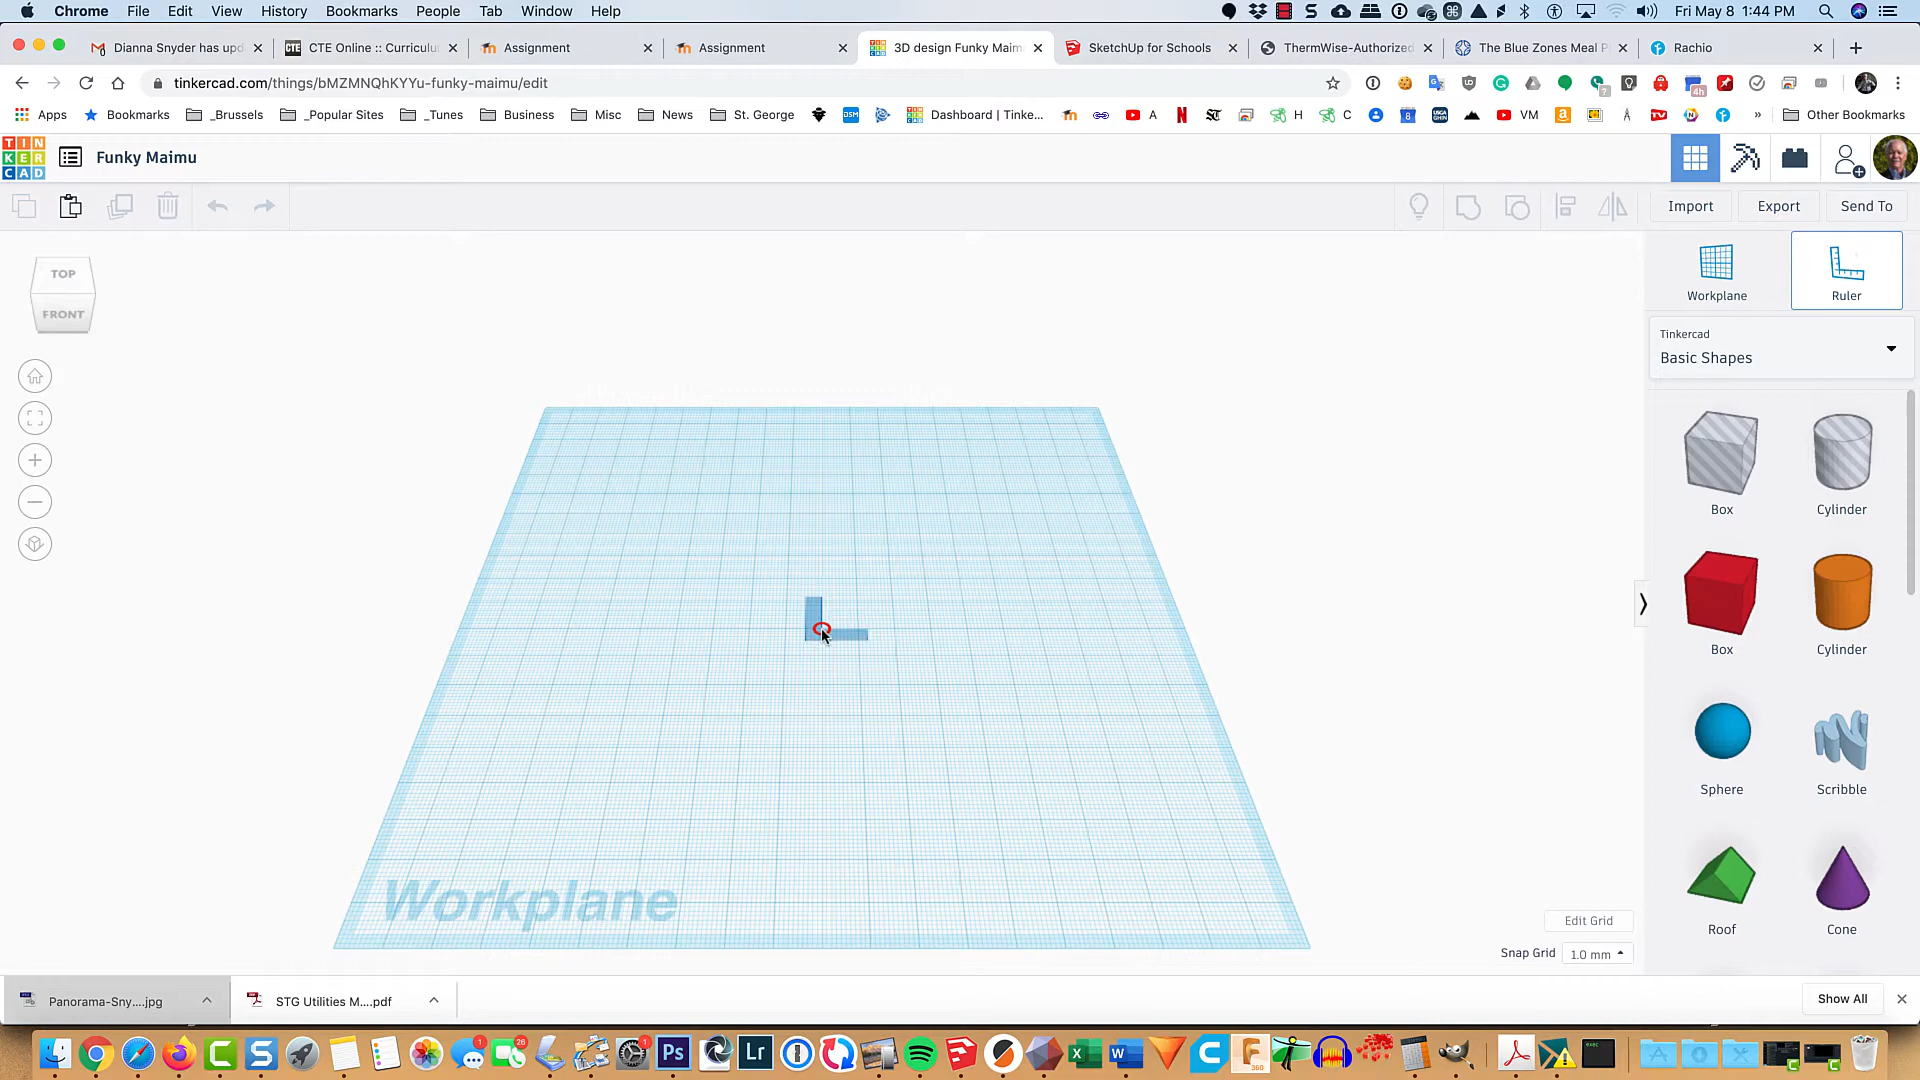 Chrome File Edit View History Bookmarks People Tab Window Help Fri May 8 1:44 PM
Dianna Snyder has upd CTE Online :: Curriculu Assignment Assignment 3D design Funky Maim SketchUp for Schools ThermWise-Authorized The Blue Zones Meal P Rachio
tinkercad.com/things/bMZMNQhKYYu-funky-maimu/edit
Apps Bookmarks _Brussels _Popular Sites _Tunes Business Misc News St. George Dashboard | Tinke... A H C VM Other Bookmarks
TIN
KER
CAD
Funky Maimu
Import Export Send To
TOP
FRONT
Workplane Ruler
Tinkercad
Basic Shapes
Box Cylinder
Box Cylinder
Sphere Scribble
Roof Cone
Workplane
Edit Grid
Snap Grid 1.0 mm
Panorama-Sny....jpg STG Utilities M....pdf Show All